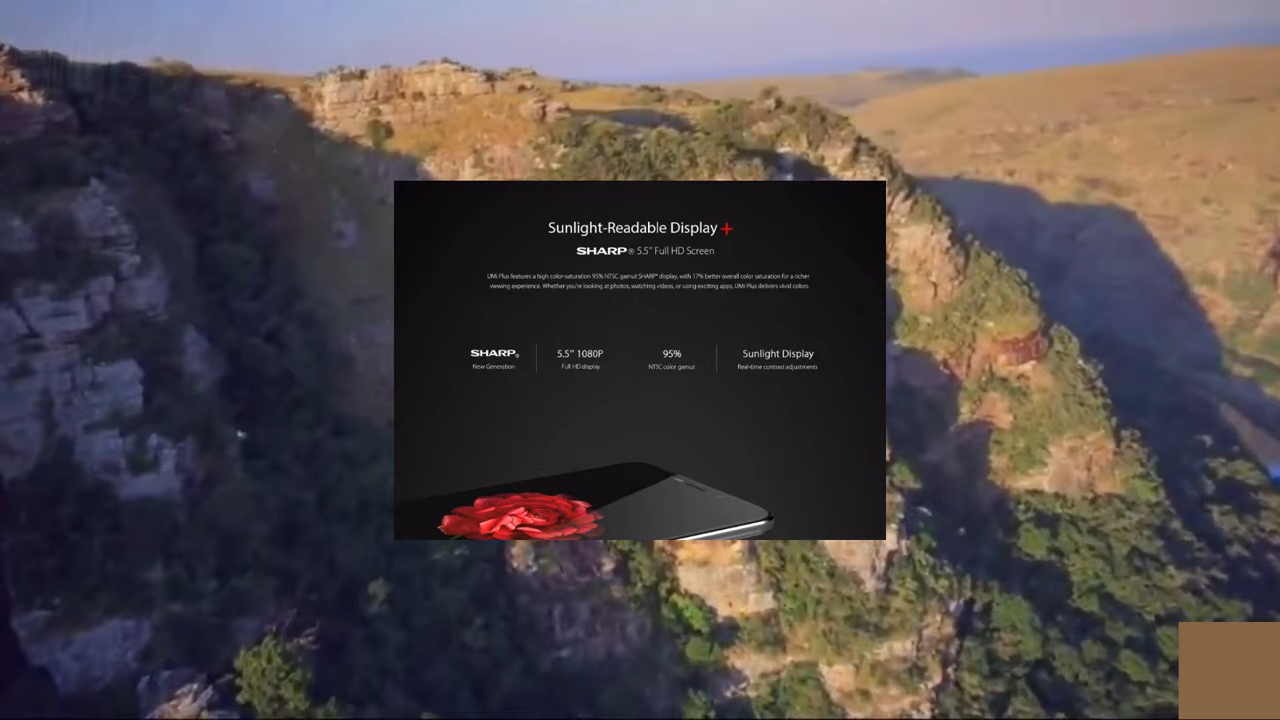 Sunlight-Readable Display +
SHARP® 5.5” Full HD Screen
UMi Plus features a high color-saturation 95% NTSC gamut SHARP® display, with 17% better overall color saturation for a richer
viewing experience. Whether you're looking at photos, watching videos, or using exciting apps, UMi Plus delivers vivid colors.
SHARP® 5.5” 1080P 95% Sunlight Display
New Generation Full HD display NTSC color gamut Real-time contrast adjustments